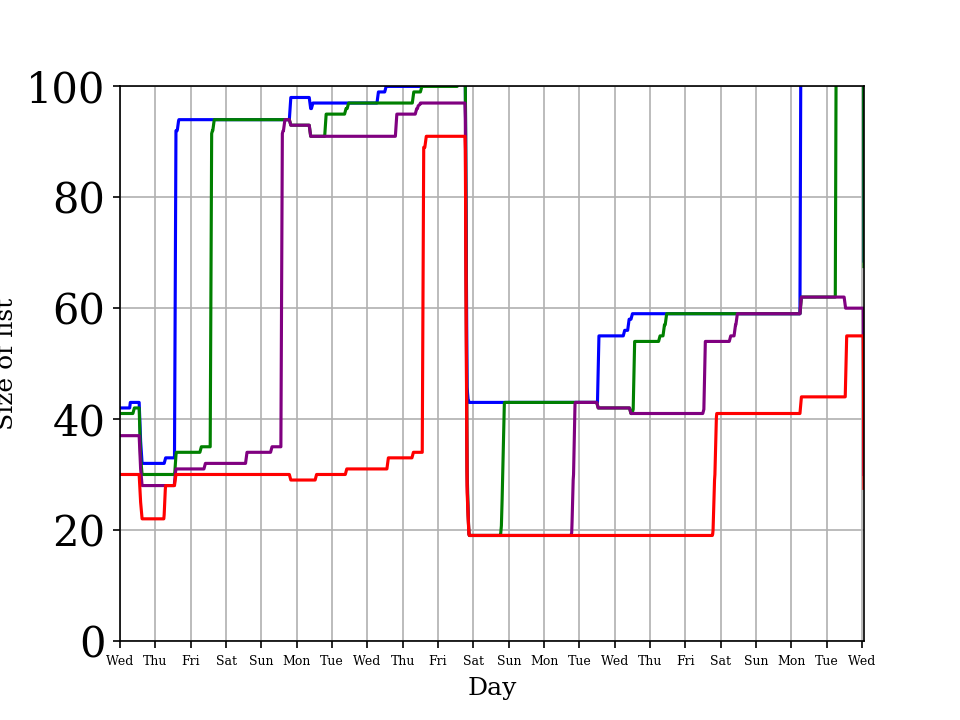 100
80
60
40
20
0
Size of list
Wed Thu Fri Sat Sun Mon Tue Wed Thu Fri Sat Sun Mon Tue Wed Thu Fri Sat Sun Mon Tue Wed
Day